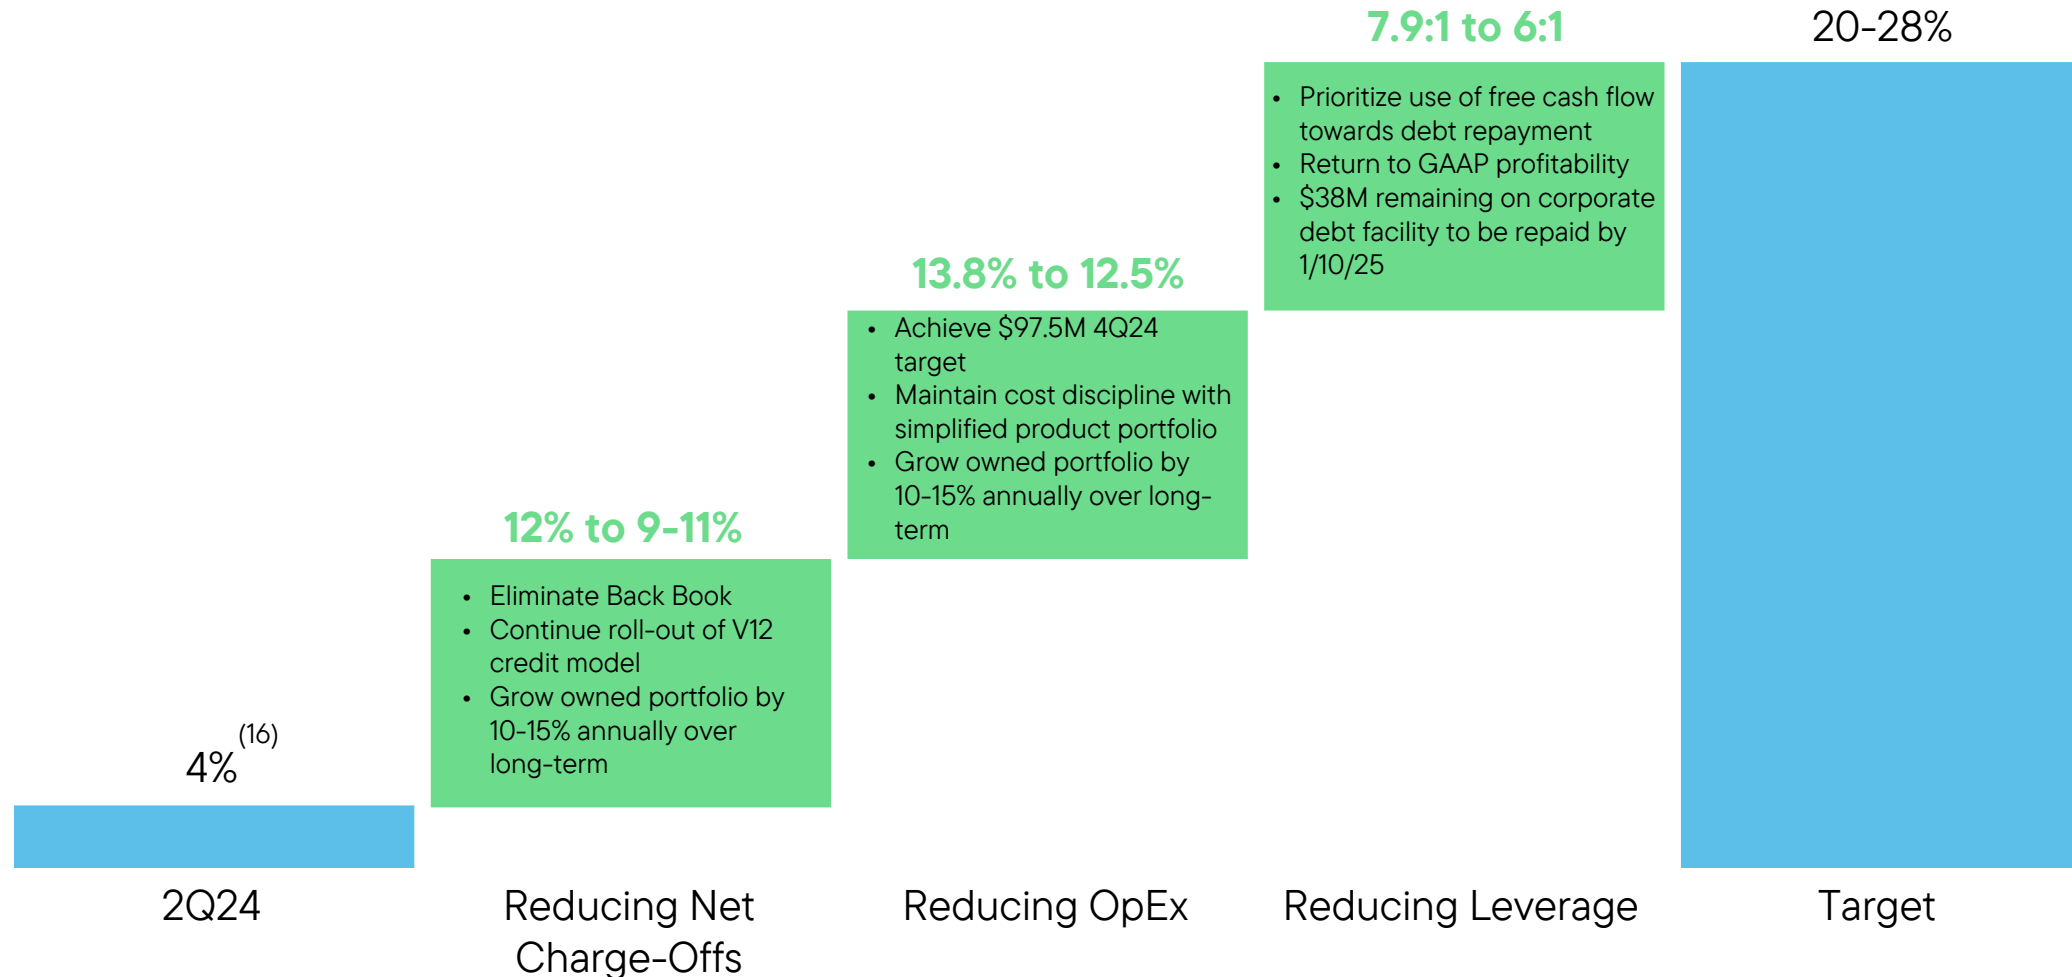 4%(16)
2Q24
12% to 9-11%
• Eliminate Back Book
• Continue roll-out of V12
credit model
• Grow owned portfolio by
10-15% annually over
long-term
Reducing Net
Charge-Offs
13.8% to 12.5%
• Achieve $97.5M 4Q24
target
• Maintain cost discipline with
simplified product portfolio
• Grow owned portfolio by
10-15% annually over long-
term
Reducing OpEx
7.9:1 to 6:1
• Prioritize use of free cash flow
towards debt repayment
• Return to GAAP profitability
• $38M remaining on corporate
debt facility to be repaid by
1/10/25
Reducing Leverage
20-28%
Target